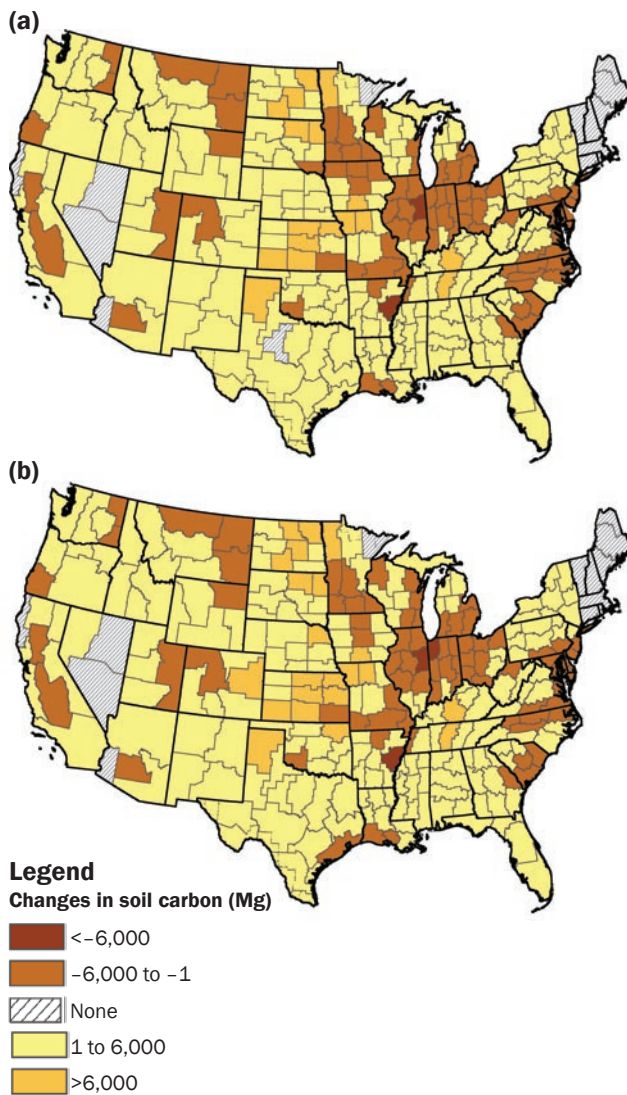 (a)
(b)
Legend
Changes in soil carbon (Mg)
<–6,000
–6,000 to –1
None
1 to 6,000
>6,000